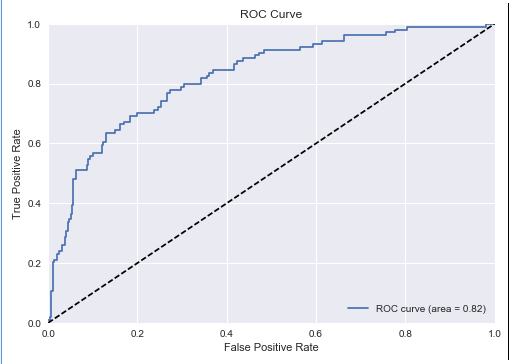 ROC Curve
1.0
0.8
0.6
0.4
0.2
0.0
True Positive Rate
ROC curve (area = 0.82)
0.0 0.2 0.4 0.6 0.8 1.0
False Positive Rate